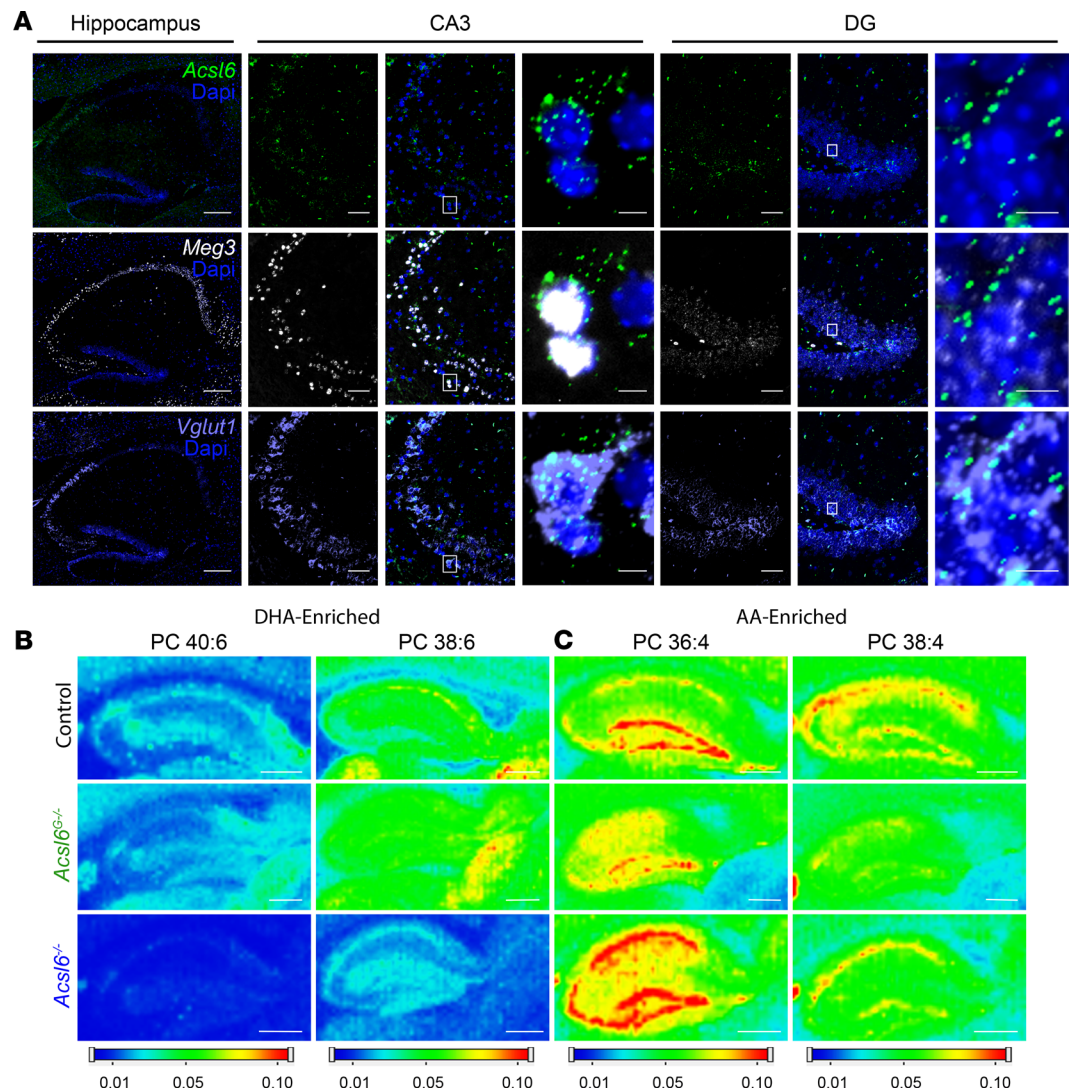 A
Hippocampus
CA3
DG
Acsl6
Dapi
Meg3
Dapi
Vglut1
Dapi
DHA-Enriched
AA-Enriched
B
PC 40:6
PC 38:6
C
PC 36:4
PC 38:4
Control
Acsl6G-/-
Acsl6-/-
0.01 0.05 0.10
0.01 0.05 0.10
0.01 0.05 0.10
0.01 0.05 0.10